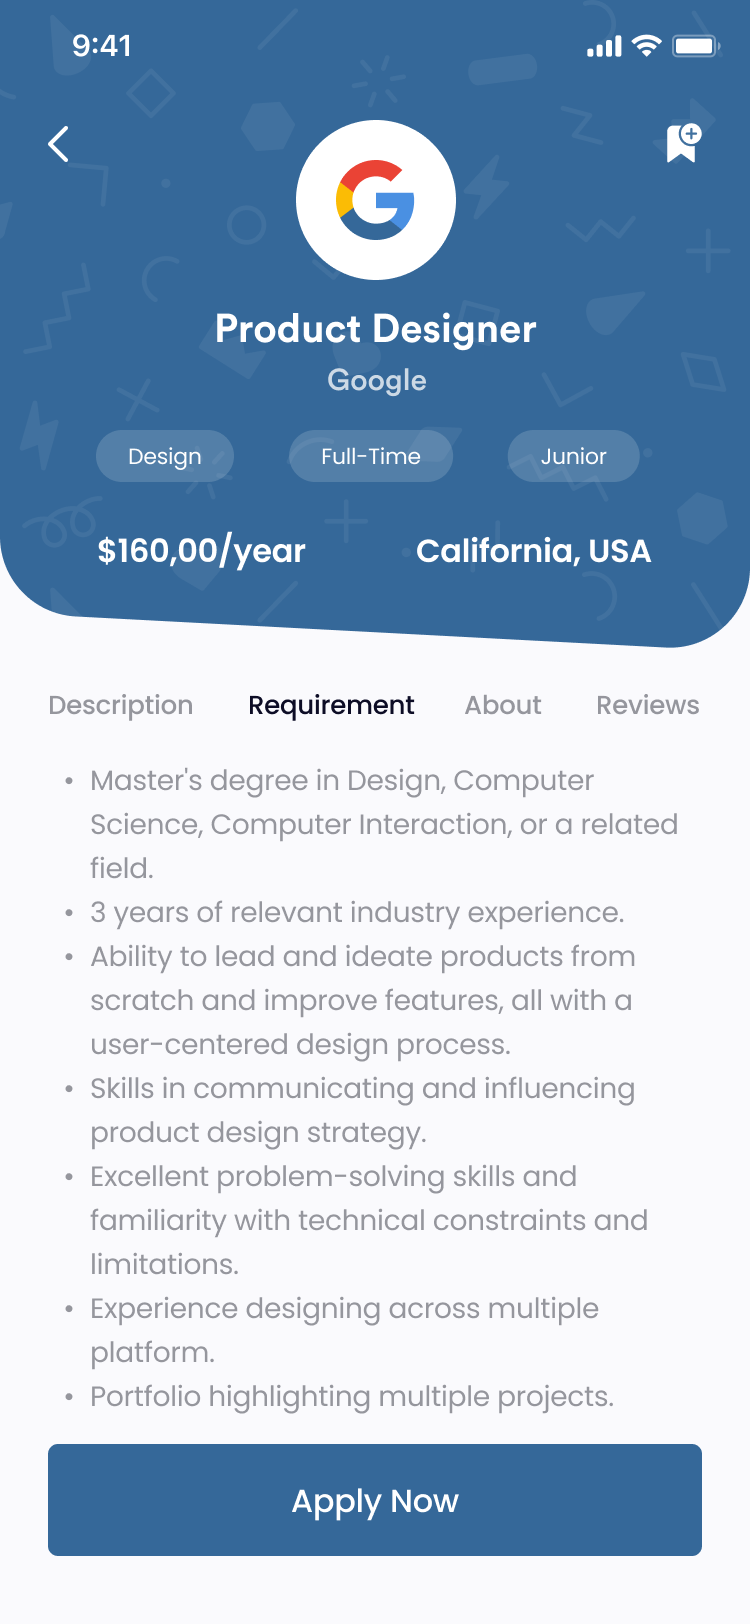 9:41
Product Designer
Google
Design Full-Time Junior
$160,00/year California, USA
Description Requirement About Reviews
• Master's degree in Design, Computer
Science, Computer Interaction, or a related
field.
• 3 years of relevant industry experience.
• Ability to lead and ideate products from
scratch and improve features, all with a
user-centered design process.
• Skills in communicating and influencing
product design strategy.
• Excellent problem-solving skills and
familiarity with technical constraints and
limitations.
• Experience designing across multiple
platform.
• Portfolio highlighting multiple projects.
Apply Now